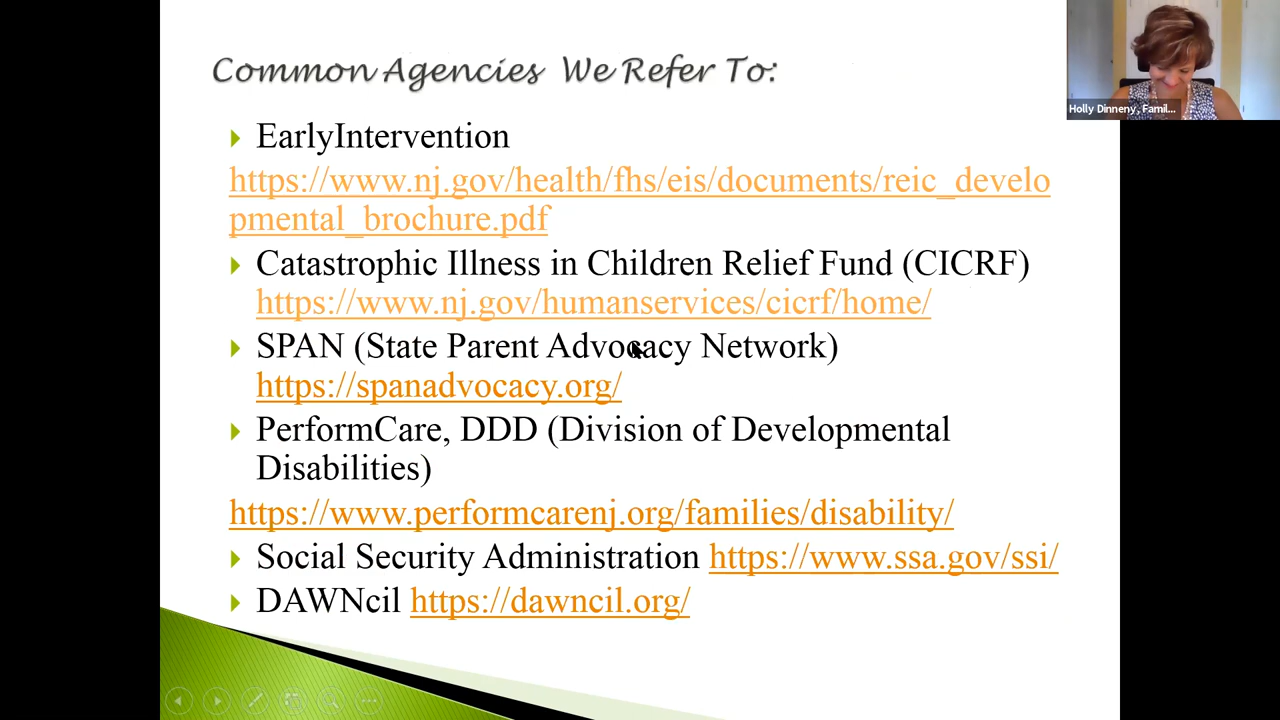 Common Agencies We Refer To:
Holly Dinneny, Famil...
EarlyIntervention
https://www.nj.gov/health/fhs/eis/documents/reic_develo
pmental_brochure.pdf
Catastrophic Illness in Children Relief Fund (CICRF)
https://www.nj.gov/humanservices/cicrf/home/
SPAN (State Parent Advocacy Network)
https://spanadvocacy.org/
PerformCare, DDD (Division of Developmental
Disabilities)
https://www.performcarenj.org/families/disability/
Social Security Administration https://www.ssa.gov/ssi/
DAWNcil https://dawncil.org/